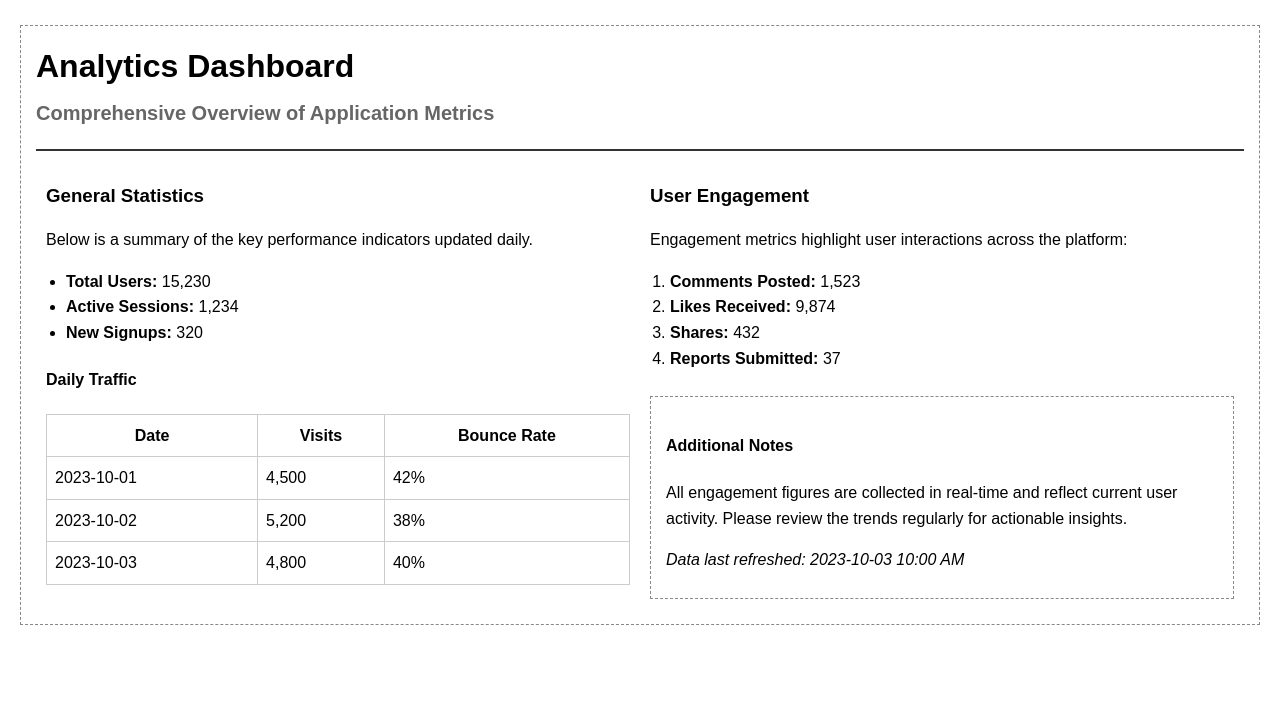 Analytics Dashboard
Comprehensive Overview of Application Metrics
General Statistics
Below is a summary of the key performance indicators updated daily.
• Total Users: 15,230
• Active Sessions: 1,234
• New Signups: 320
Daily Traffic
Date Visits Bounce Rate
2023-10-01 4,500 42%
2023-10-02 5,200 38%
2023-10-03 4,800 40%
User Engagement
Engagement metrics highlight user interactions across the platform:
1. Comments Posted: 1,523
2. Likes Received: 9,874
3. Shares: 432
4. Reports Submitted: 37
Additional Notes
All engagement figures are collected in real-time and reflect current user
activity. Please review the trends regularly for actionable insights.
Data last refreshed: 2023-10-03 10:00 AM